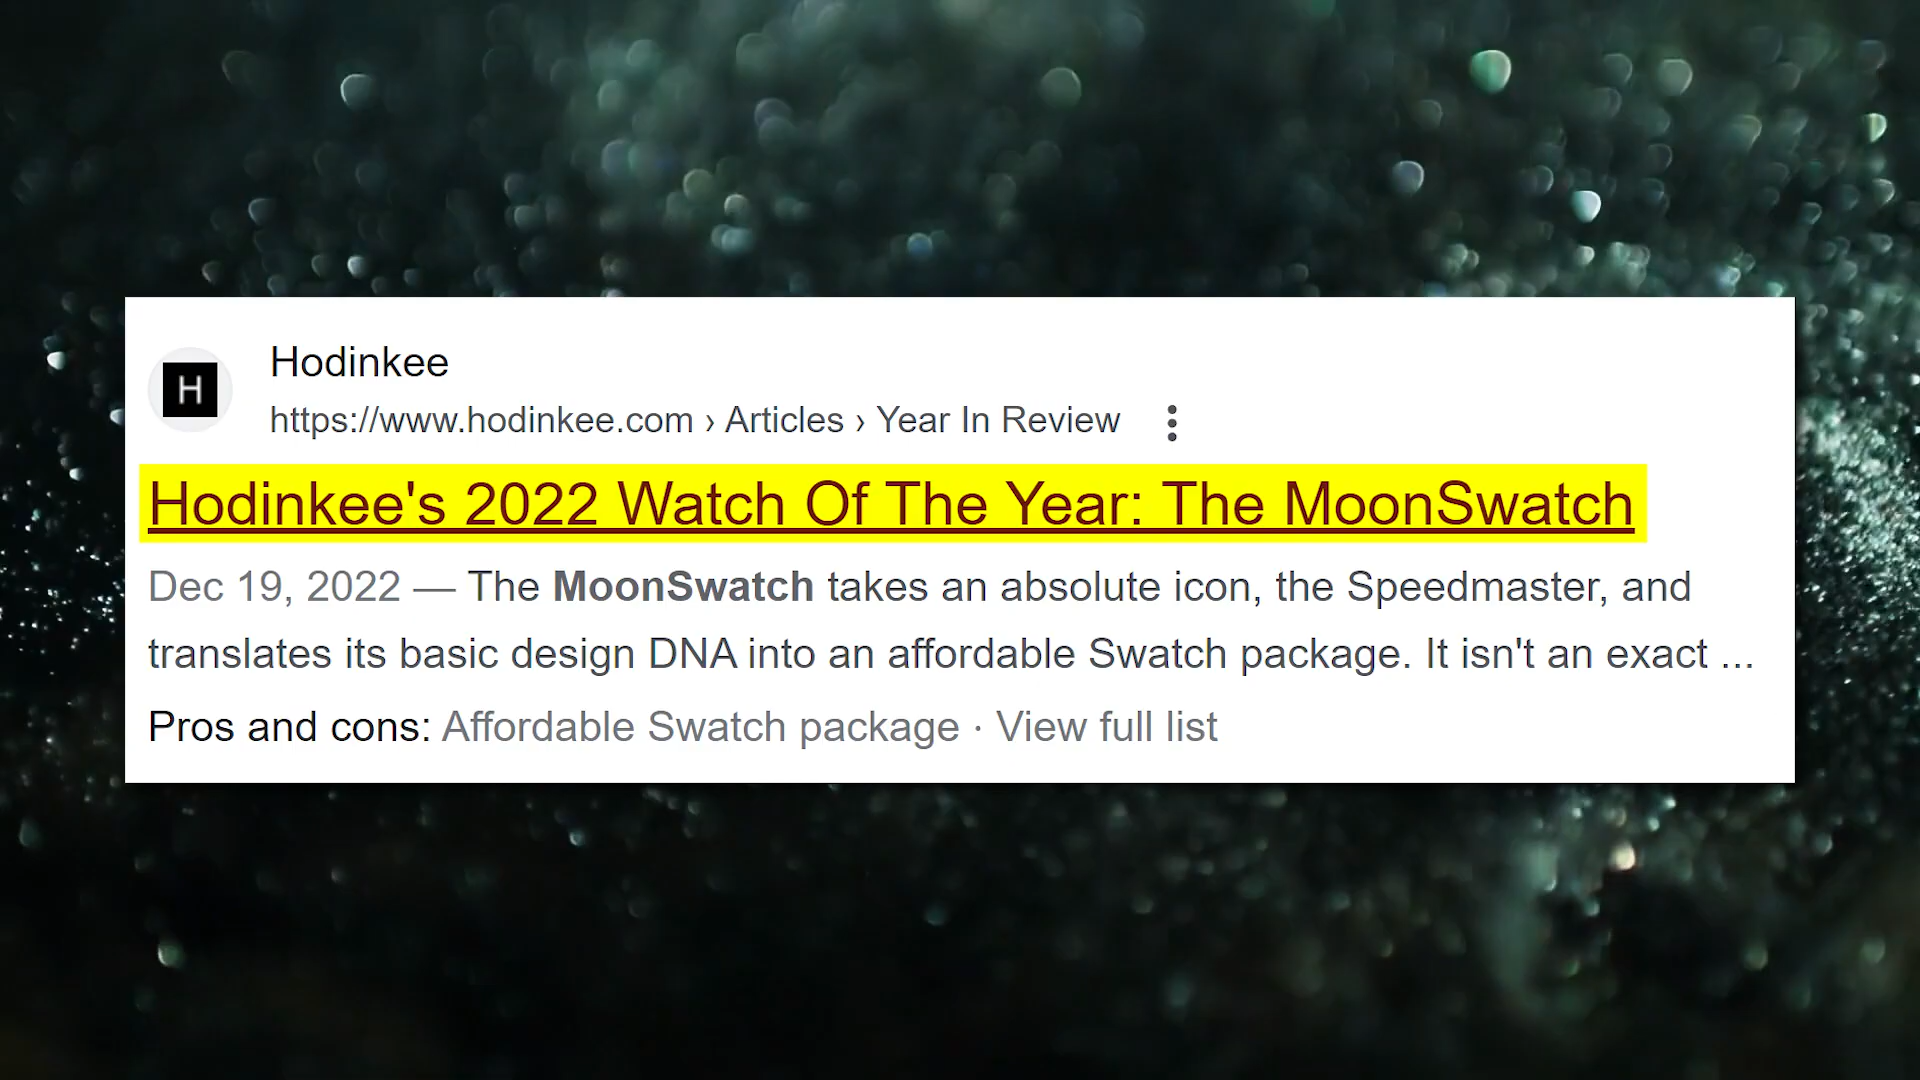 H
Hodinkee
https://www.hodinkee.com › Articles › Year In Review
Hodinkee's 2022 Watch Of The Year: The MoonSwatch
Dec 19, 2022 — The MoonSwatch takes an absolute icon, the Speedmaster, and
translates its basic design DNA into an affordable Swatch package. It isn't an exact ...
Pros and cons: Affordable Swatch package · View full list